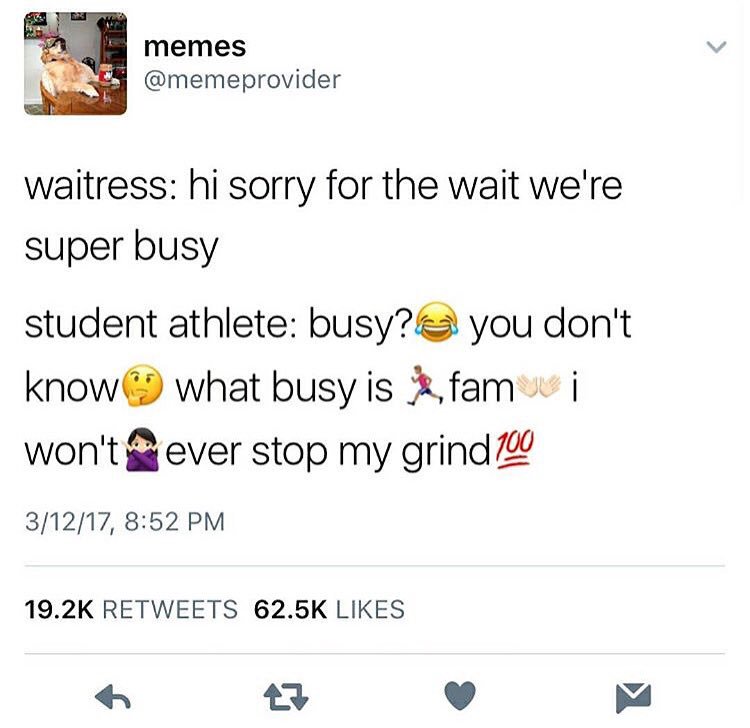 memes
@memeprovider
waitress: hi sorry for the wait we're
super busy
student athlete: busy?😂 you don't
know🤔 what busy is 🏃🏽fam👐🏻 i
won't🙅🏻ever stop my grind💯
3/12/17, 8:52 PM
19.2K RETWEETS 62.5K LIKES